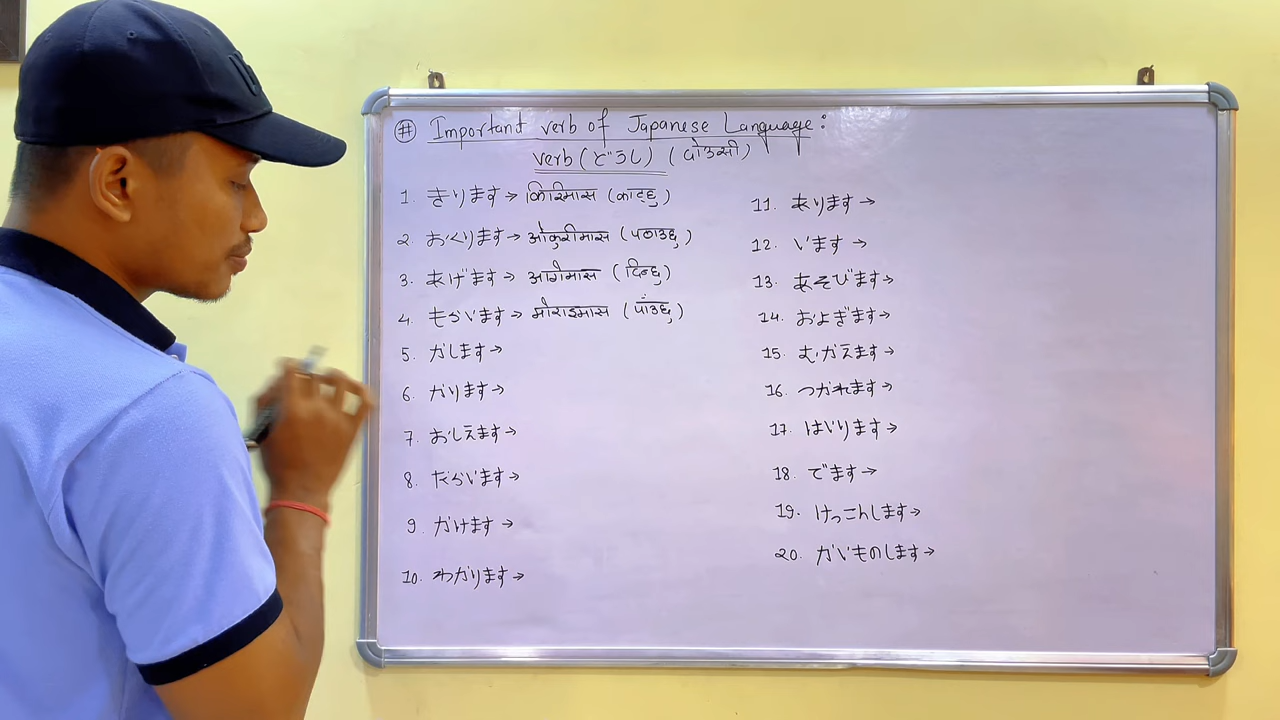 # Important verb of Japanese Language:
verb (どうし) (दोउसी)
1. きります→ किरिमास (काट्छु)
2. おくります→ ओकुरीमास (पठाउछु)
3. あげます→ आगेमास (दिन्छु)
4. もらいます→ मोराइमास (पाउँछु)
5. かします→
6. かります→
7. おしえます→
8. だらいます→
9. かけます→
10. わかります→
11. あります→
12. います→
13. あそびます→
14. およぎます→
15. むかえます→
16. つかれます→
17. はいります→
18. でます→
19. けっこんします→
20. かいものします→